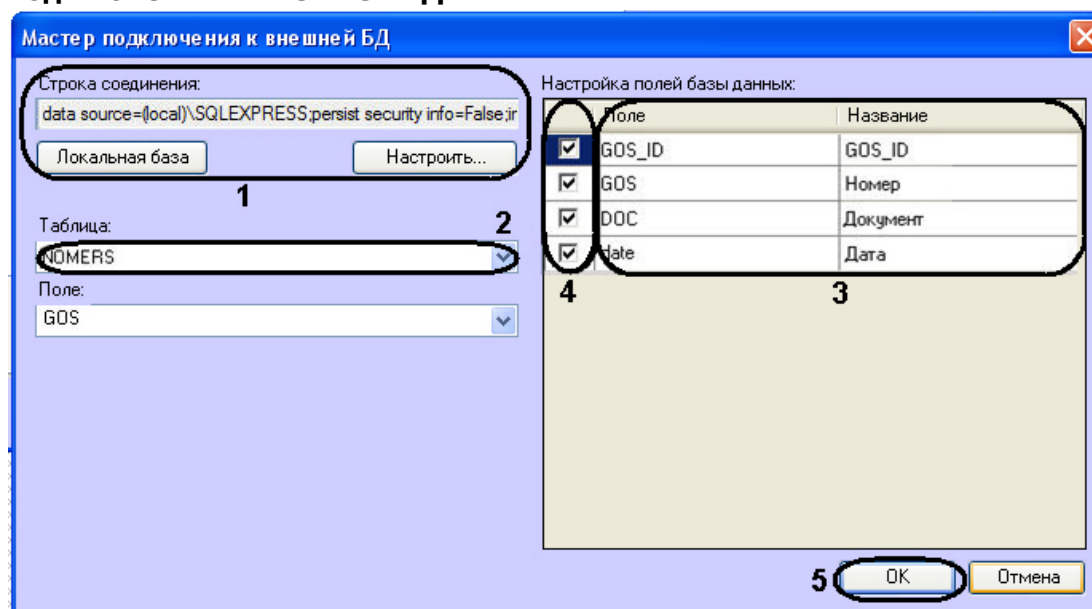 Мастер подключения к внешней БД
Строка соединения:
data source=(local)\SQLEXPRESS;persist security info=False;ir
Локальная база
Настроить...
1
Таблица:
2
NOMERS
Поле:
GOS
Настройка полей базы данных:
Поле Название
GOS_ID GOS_ID
GOS Номер
DOC Документ
date Дата
4
3
5
OK
Отмена